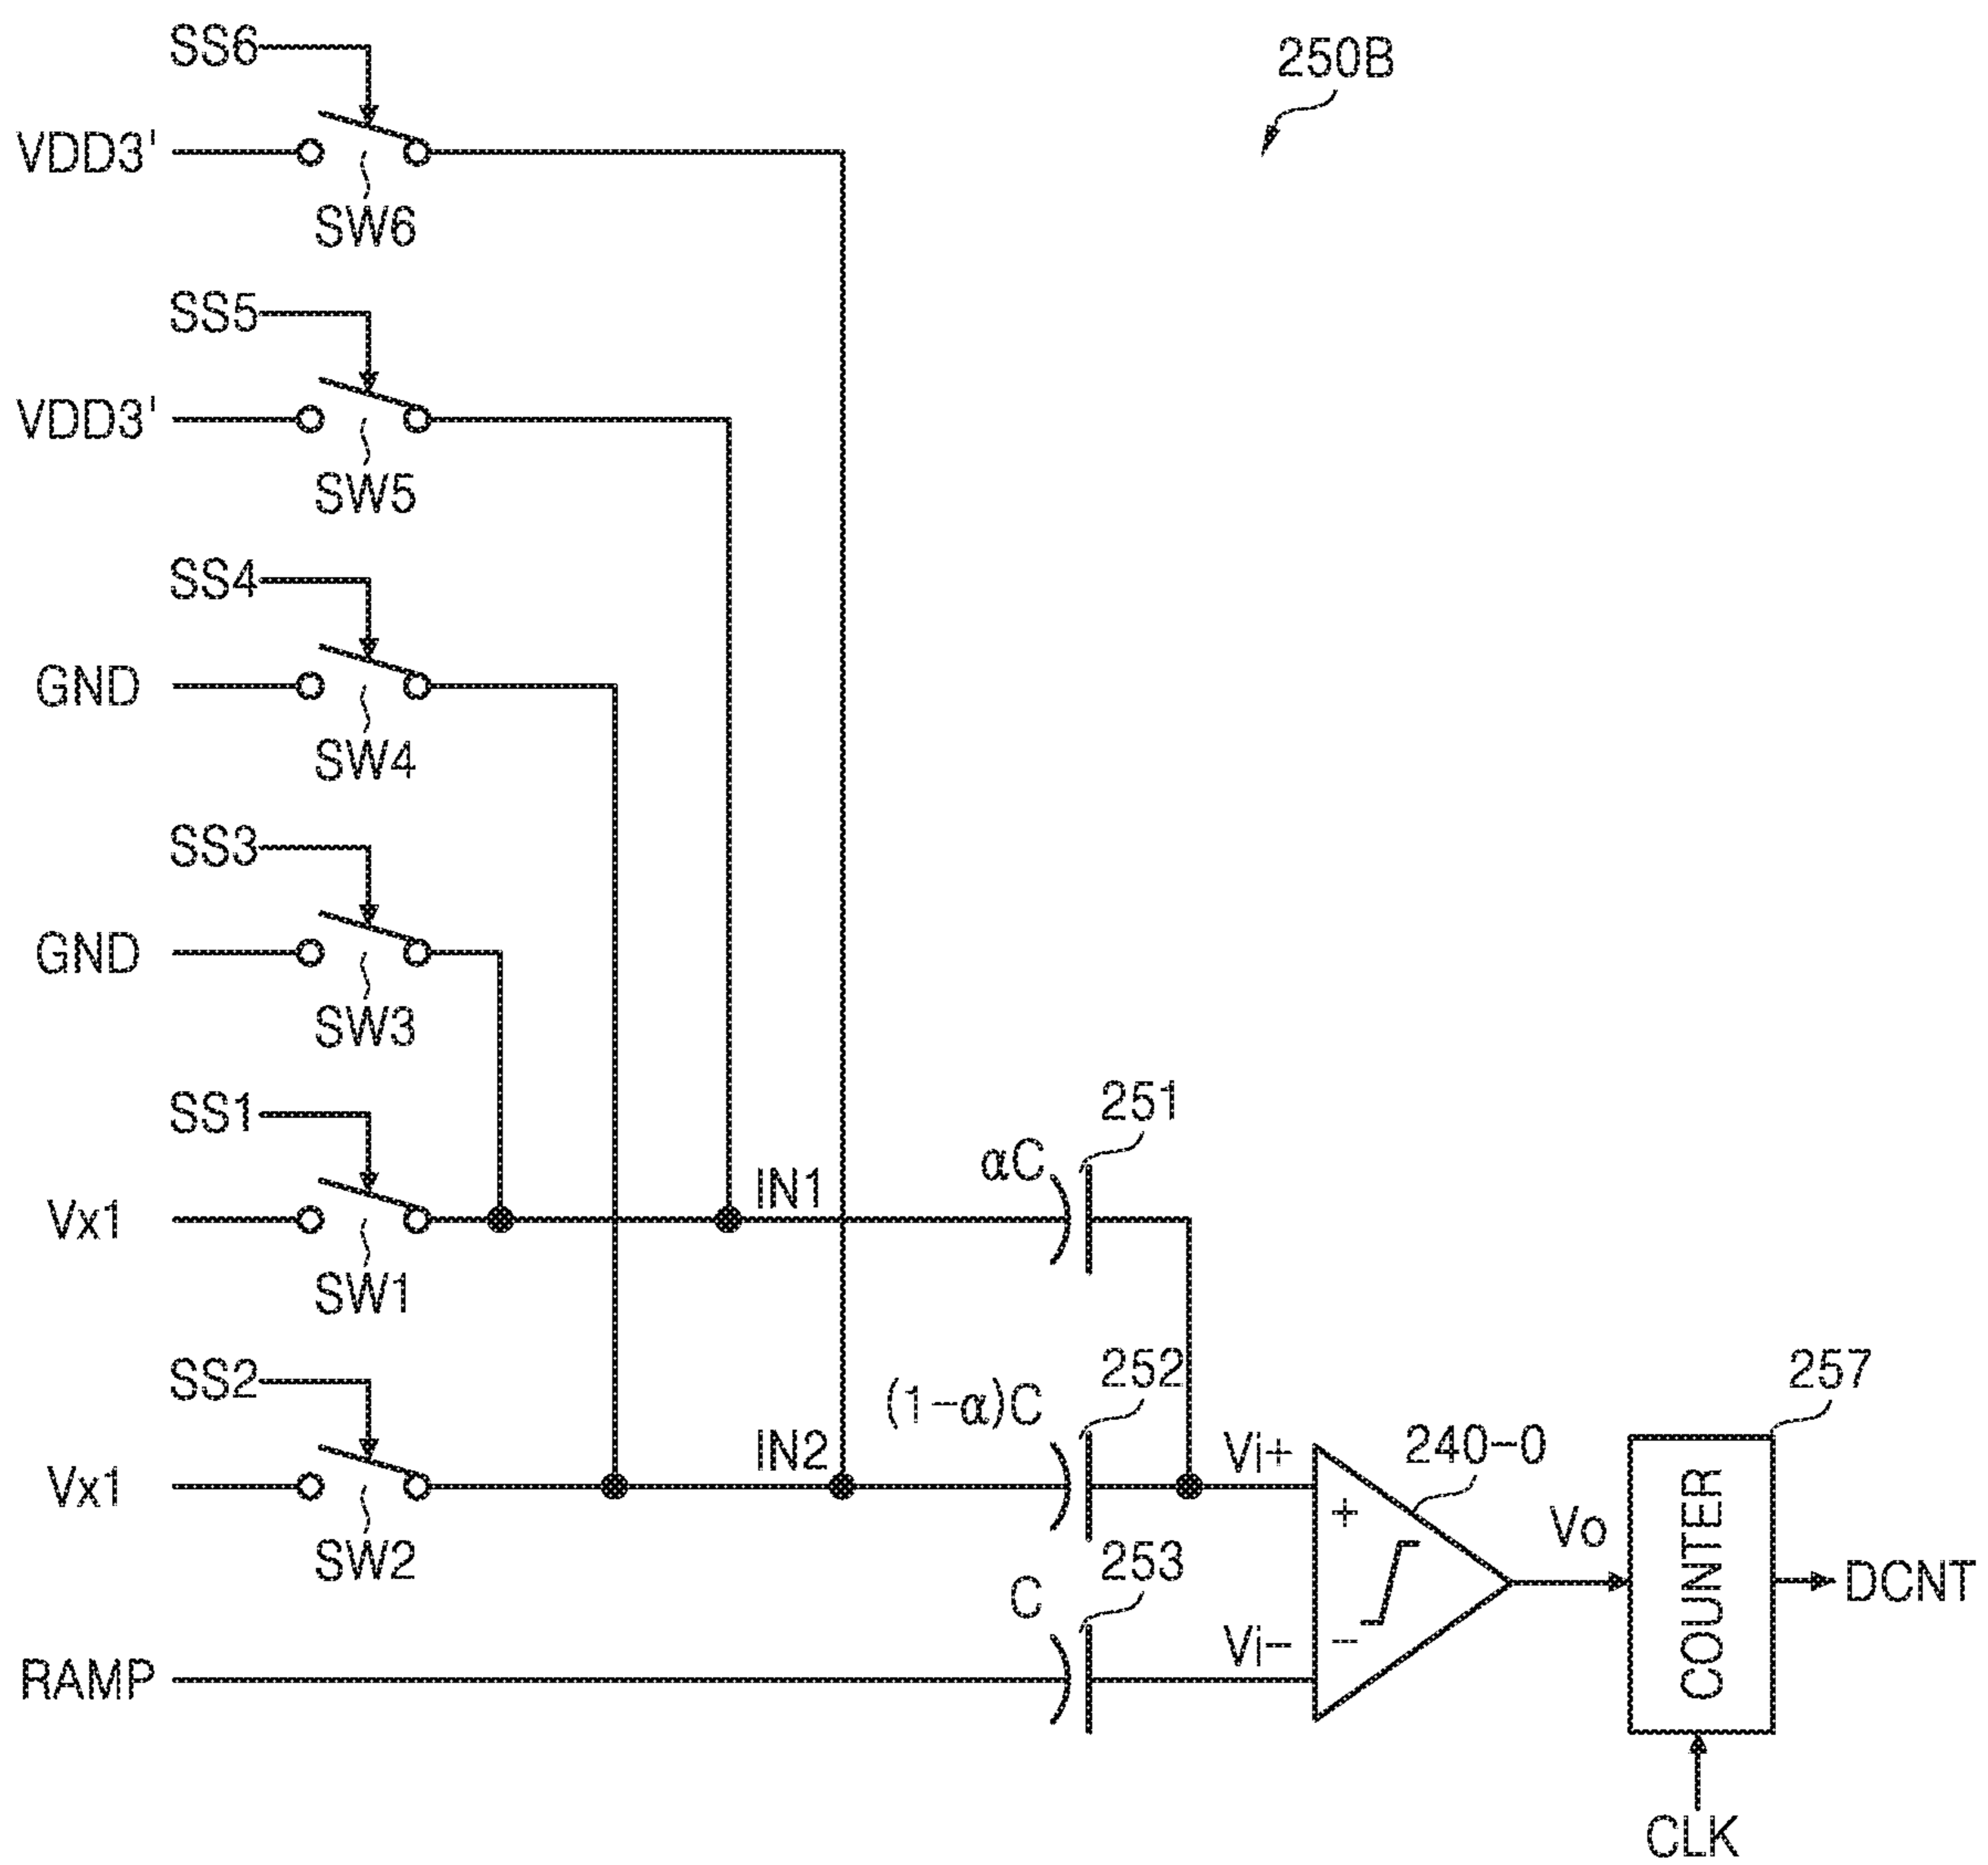 SS6
250B
VDD3'
SW6
SS5
VDD3'
SW5
SS4
GND
SW4
SS3
GND
SW3
SS1
251
αC
IN1
Vx1
SW1
SS2
252
257
(1-α)C
IN2
Vi+
240-0
Vx1
+
Vo
SW2
253
C
COUNTER
DCNT
Vi-
--
RAMP
CLK